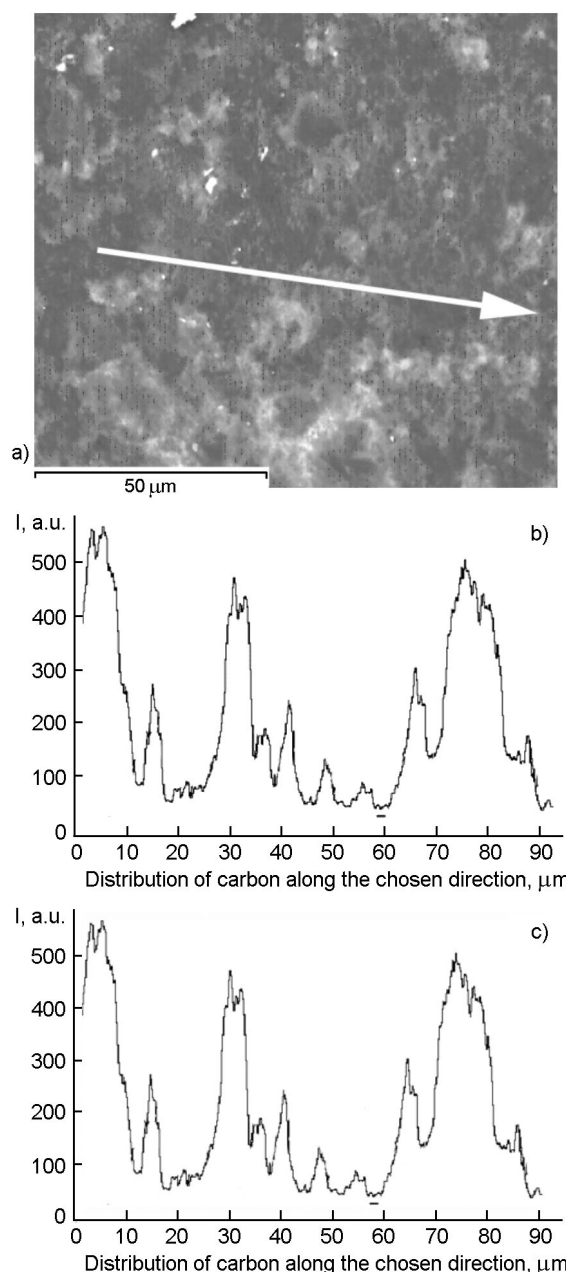 a)
50 μm
I, a.u.
b)
500
400
300
200
100
0
0 10 20 30 40 50 60 70 80 90
Distribution of carbon along the chosen direction, μm
I, a.u.
c)
500
400
300
200
100
0
0 10 20 30 40 50 60 70 80 90
Distribution of carbon along the chosen direction, μm